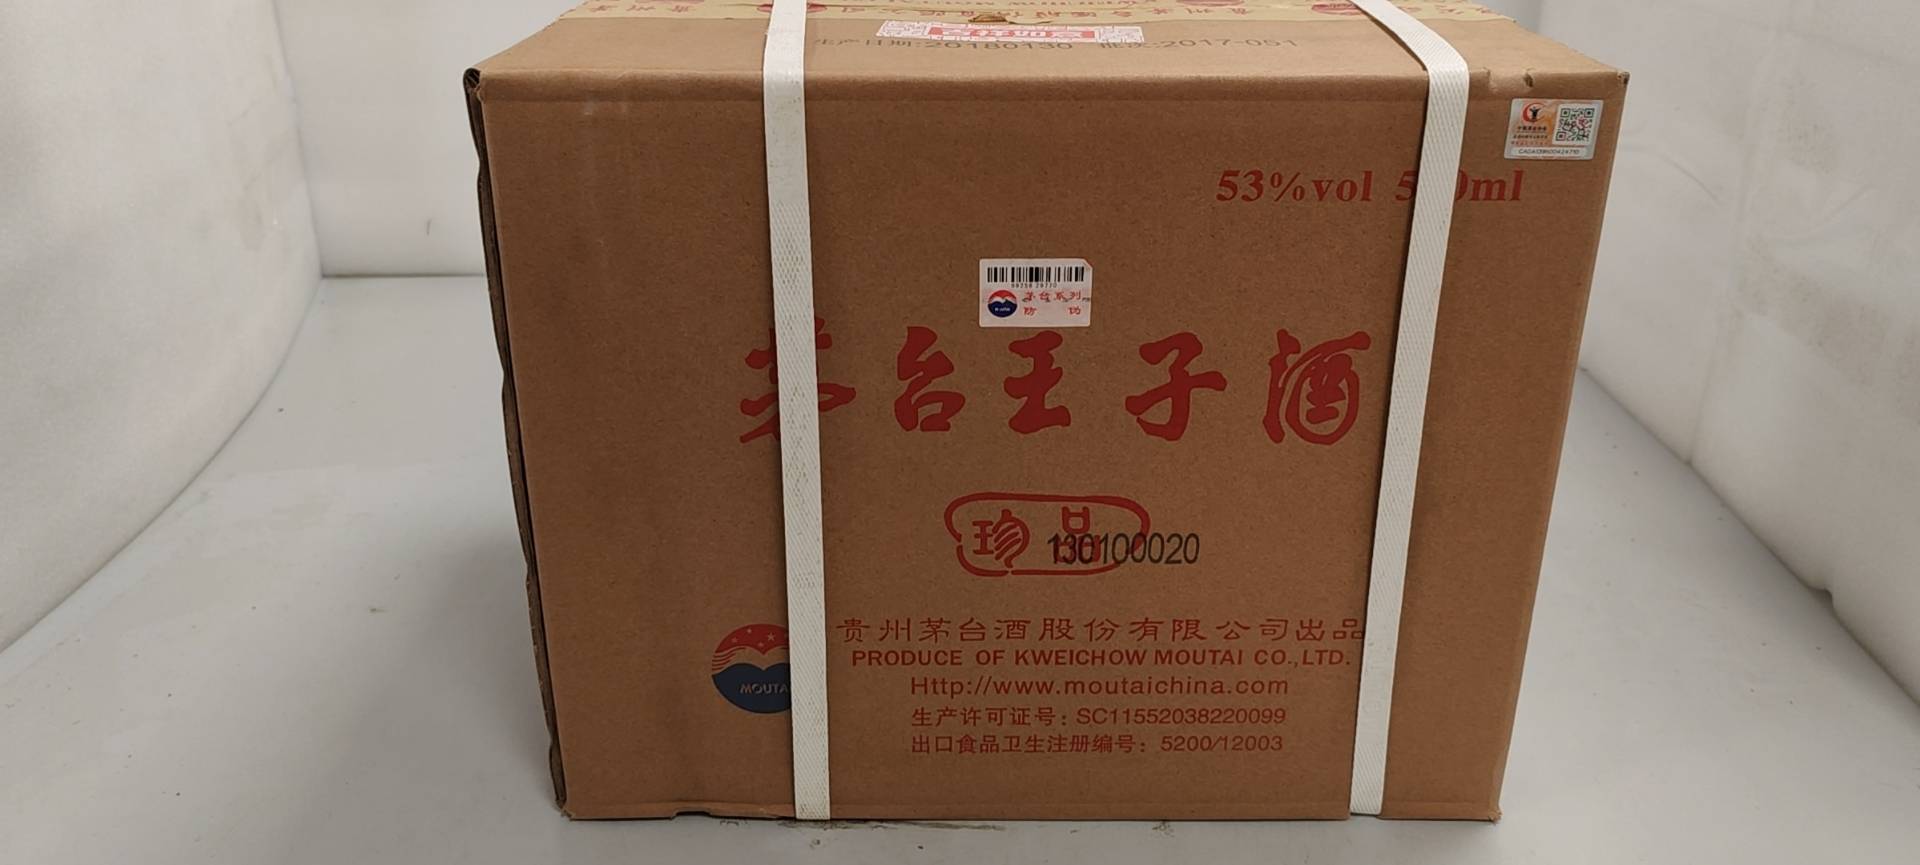 生产日期:20180130 批次:2017-051
53%vol
ml
茅台系列
防 伪
茅台王子酒
珍品
130100020
MOUTAI
贵州茅台酒股份有限公司出品
PRODUCE OF KWEICHOW MOUTAI CO.,LTD.
Http://www.moutaichina.com
生产许可证号：SC11552038220099
出口食品卫生注册编号：5200/12003